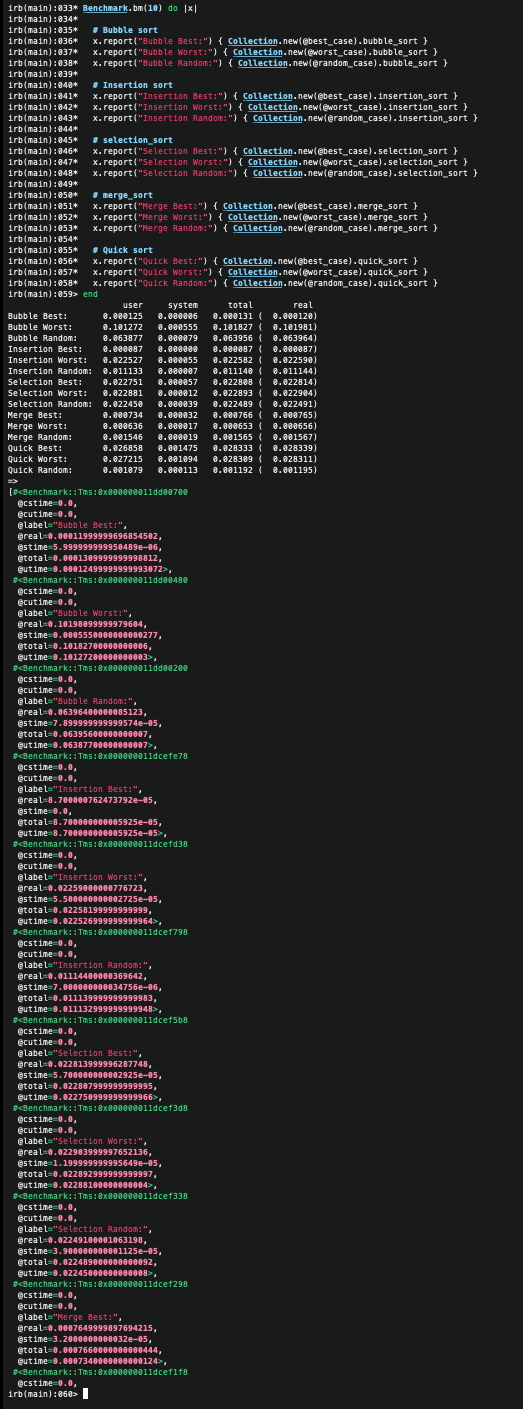 irb(main):033* Benchmark.bm(10) do |x|
irb(main):034*
irb(main):035*   # Bubble sort
irb(main):036*   x.report("Bubble Best:") { Collection.new(@best_case).bubble_sort }
irb(main):037*   x.report("Bubble Worst:") { Collection.new(@worst_case).bubble_sort }
irb(main):038*   x.report("Bubble Random:") { Collection.new(@random_case).bubble_sort }
irb(main):039*
irb(main):040*   # Insertion sort
irb(main):041*   x.report("Insertion Best:") { Collection.new(@best_case).insertion_sort }
irb(main):042*   x.report("Insertion Worst:") { Collection.new(@worst_case).insertion_sort }
irb(main):043*   x.report("Insertion Random:") { Collection.new(@random_case).insertion_sort }
irb(main):044*
irb(main):045*   # selection_sort
irb(main):046*   x.report("Selection Best:") { Collection.new(@best_case).selection_sort }
irb(main):047*   x.report("Selection Worst:") { Collection.new(@worst_case).selection_sort }
irb(main):048*   x.report("Selection Random:") { Collection.new(@random_case).selection_sort }
irb(main):049*
irb(main):050*   # merge_sort
irb(main):051*   x.report("Merge Best:") { Collection.new(@best_case).merge_sort }
irb(main):052*   x.report("Merge Worst:") { Collection.new(@worst_case).merge_sort }
irb(main):053*   x.report("Merge Random:") { Collection.new(@random_case).merge_sort }
irb(main):054*
irb(main):055*   # Quick sort
irb(main):056*   x.report("Quick Best:") { Collection.new(@best_case).quick_sort }
irb(main):057*   x.report("Quick Worst:") { Collection.new(@worst_case).quick_sort }
irb(main):058*   x.report("Quick Random:") { Collection.new(@random_case).quick_sort }
irb(main):059> end
                 user     system      total        real
Bubble Best:       0.000125   0.000006   0.000131 (  0.000120)
Bubble Worst:      0.101272   0.000555   0.101827 (  0.101981)
Bubble Random:     0.063877   0.000079   0.063956 (  0.063964)
Insertion Best:    0.000087   0.000000   0.000087 (  0.000087)
Insertion Worst:   0.022527   0.000055   0.022582 (  0.022590)
Insertion Random:  0.011133   0.000007   0.011140 (  0.011144)
Selection Best:    0.022751   0.000057   0.022808 (  0.022814)
Selection Worst:   0.022881   0.000012   0.022893 (  0.022904)
Selection Random:  0.022450   0.000039   0.022489 (  0.022491)
Merge Best:        0.000734   0.000032   0.000766 (  0.000765)
Merge Worst:       0.000636   0.000017   0.000653 (  0.000656)
Merge Random:      0.001546   0.000019   0.001565 (  0.001567)
Quick Best:        0.026858   0.001475   0.028333 (  0.028339)
Quick Worst:       0.027215   0.001094   0.028309 (  0.028311)
Quick Random:      0.001079   0.000113   0.001192 (  0.001195)
=>
[#<Benchmark::Tms:0x000000011dd00700
  @cstime=0.0,
  @cutime=0.0,
  @label="Bubble Best:",
  @real=0.00011999999696854502,
  @stime=5.999999999950489e-06,
  @total=0.0001309999999998812,
  @utime=0.00012499999999993072>,
 #<Benchmark::Tms:0x000000011dd00480
  @cstime=0.0,
  @cutime=0.0,
  @label="Bubble Worst:",
  @real=0.10198099999979604,
  @stime=0.0005550000000000277,
  @total=0.10182700000000006,
  @utime=0.10127200000000003>,
 #<Benchmark::Tms:0x000000011dd00200
  @cstime=0.0,
  @cutime=0.0,
  @label="Bubble Random:",
  @real=0.06396400000085123,
  @stime=7.899999999999574e-05,
  @total=0.06395600000000007,
  @utime=0.06387700000000007>,
 #<Benchmark::Tms:0x000000011dcefe78
  @cstime=0.0,
  @cutime=0.0,
  @label="Insertion Best:",
  @real=8.700000762473792e-05,
  @stime=0.0,
  @total=8.700000000005925e-05,
  @utime=8.700000000005925e-05>,
 #<Benchmark::Tms:0x000000011dcefd38
  @cstime=0.0,
  @cutime=0.0,
  @label="Insertion Worst:",
  @real=0.02259000000776723,
  @stime=5.500000000002725e-05,
  @total=0.02258199999999999,
  @utime=0.022526999999999964>,
 #<Benchmark::Tms:0x000000011dcef798
  @cstime=0.0,
  @cutime=0.0,
  @label="Insertion Random:",
  @real=0.01114400000369642,
  @stime=7.000000000034756e-06,
  @total=0.011139999999999983,
  @utime=0.011132999999999948>,
 #<Benchmark::Tms:0x000000011dcef5b8
  @cstime=0.0,
  @cutime=0.0,
  @label="Selection Best:",
  @real=0.022813999996287748,
  @stime=5.700000000002925e-05,
  @total=0.022807999999999995,
  @utime=0.022750999999999966>,
 #<Benchmark::Tms:0x000000011dcef3d8
  @cstime=0.0,
  @cutime=0.0,
  @label="Selection Worst:",
  @real=0.022903999997652136,
  @stime=1.199999999995649e-05,
  @total=0.022892999999999997,
  @utime=0.02288100000000004>,
 #<Benchmark::Tms:0x000000011dcef338
  @cstime=0.0,
  @cutime=0.0,
  @label="Selection Random:",
  @real=0.02249100001063198,
  @stime=3.900000000001125e-05,
  @total=0.022489000000000092,
  @utime=0.02245000000000008>,
 #<Benchmark::Tms:0x000000011dcef298
  @cstime=0.0,
  @cutime=0.0,
  @label="Merge Best:",
  @real=0.0007649999897694215,
  @stime=3.2000000000032e-05,
  @total=0.0007660000000000444,
  @utime=0.0007340000000000124>,
 #<Benchmark::Tms:0x000000011dcef1f8
  @cstime=0.0,
irb(main):060>